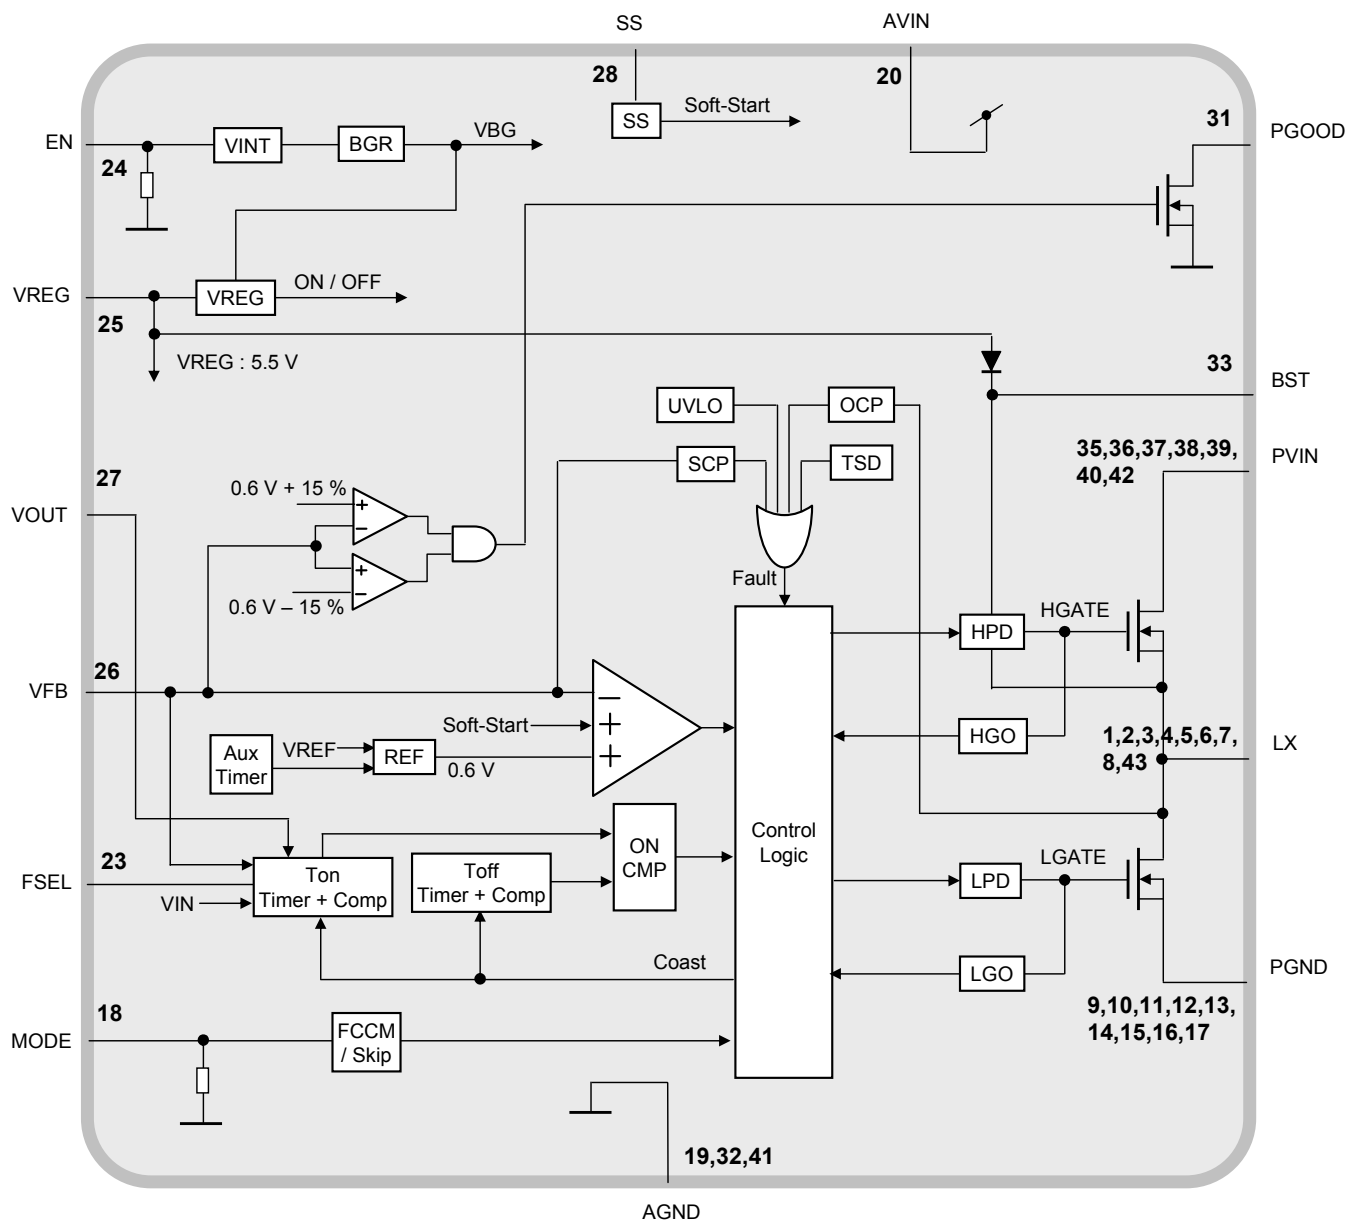 SS
AVIN
28
20
SS
Soft-Start
31
PGOOD
EN
24
VINT
BGR
VBG
VREG
25
VREG
ON / OFF
VREG : 5.5 V
33
BST
UVLO
OCP
SCP
TSD
35,36,37,38,39,
40,42
PVIN
27
VOUT
0.6 V + 15 %
+
−
+
−
0.6 V – 15 %
Fault
HPD
HGATE
26
VFB
−
Soft-Start
+
+
Aux
Timer
VREF
REF
0.6 V
HGO
1,2,3,4,5,6,7,
8,43
LX
Control
Logic
ON
CMP
23
FSEL
VIN
Ton
Timer + Comp
Toff
Timer + Comp
LPD
LGATE
Coast
LGO
PGND
9,10,11,12,13,
14,15,16,17
18
MODE
FCCM
/ Skip
19,32,41
AGND